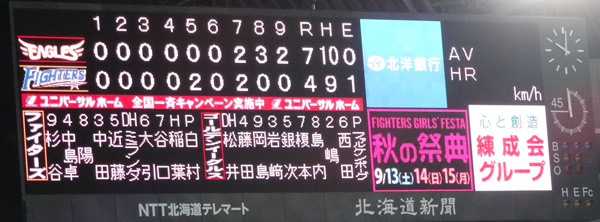 1 2 3 4 5 6 7 8 9 R H E
EAGLES 0 0 0 0 0 0 2 3 2 7 10 0
FIGHTERS 0 0 0 0 2 0 2 0 0 4 9 1
ユニバーサルホーム 全国一斉キャンペーン実施中 ユニバーサルホーム
ファイターズ
9 4 8 3 5 DH 6 7 H P
杉谷
中島卓
陽
中田
近藤
ミランダ
大引
谷口
稲葉
白村
ゴールデンイーグルス
DH 4 9 3 5 7 8 2 6 P
松井
藤田
岡島
岩崎
銀次
榎本
島内
嶋
西田
北洋銀行
AV
HR
km/h
FIGHTERS GIRLS' FESTA
秋の祭典
9/13(土)14(日)15(月)
心と創造
練成会
グループ
45
B
S
O
H E Fc
NTT北海道テレマート
北海道新聞